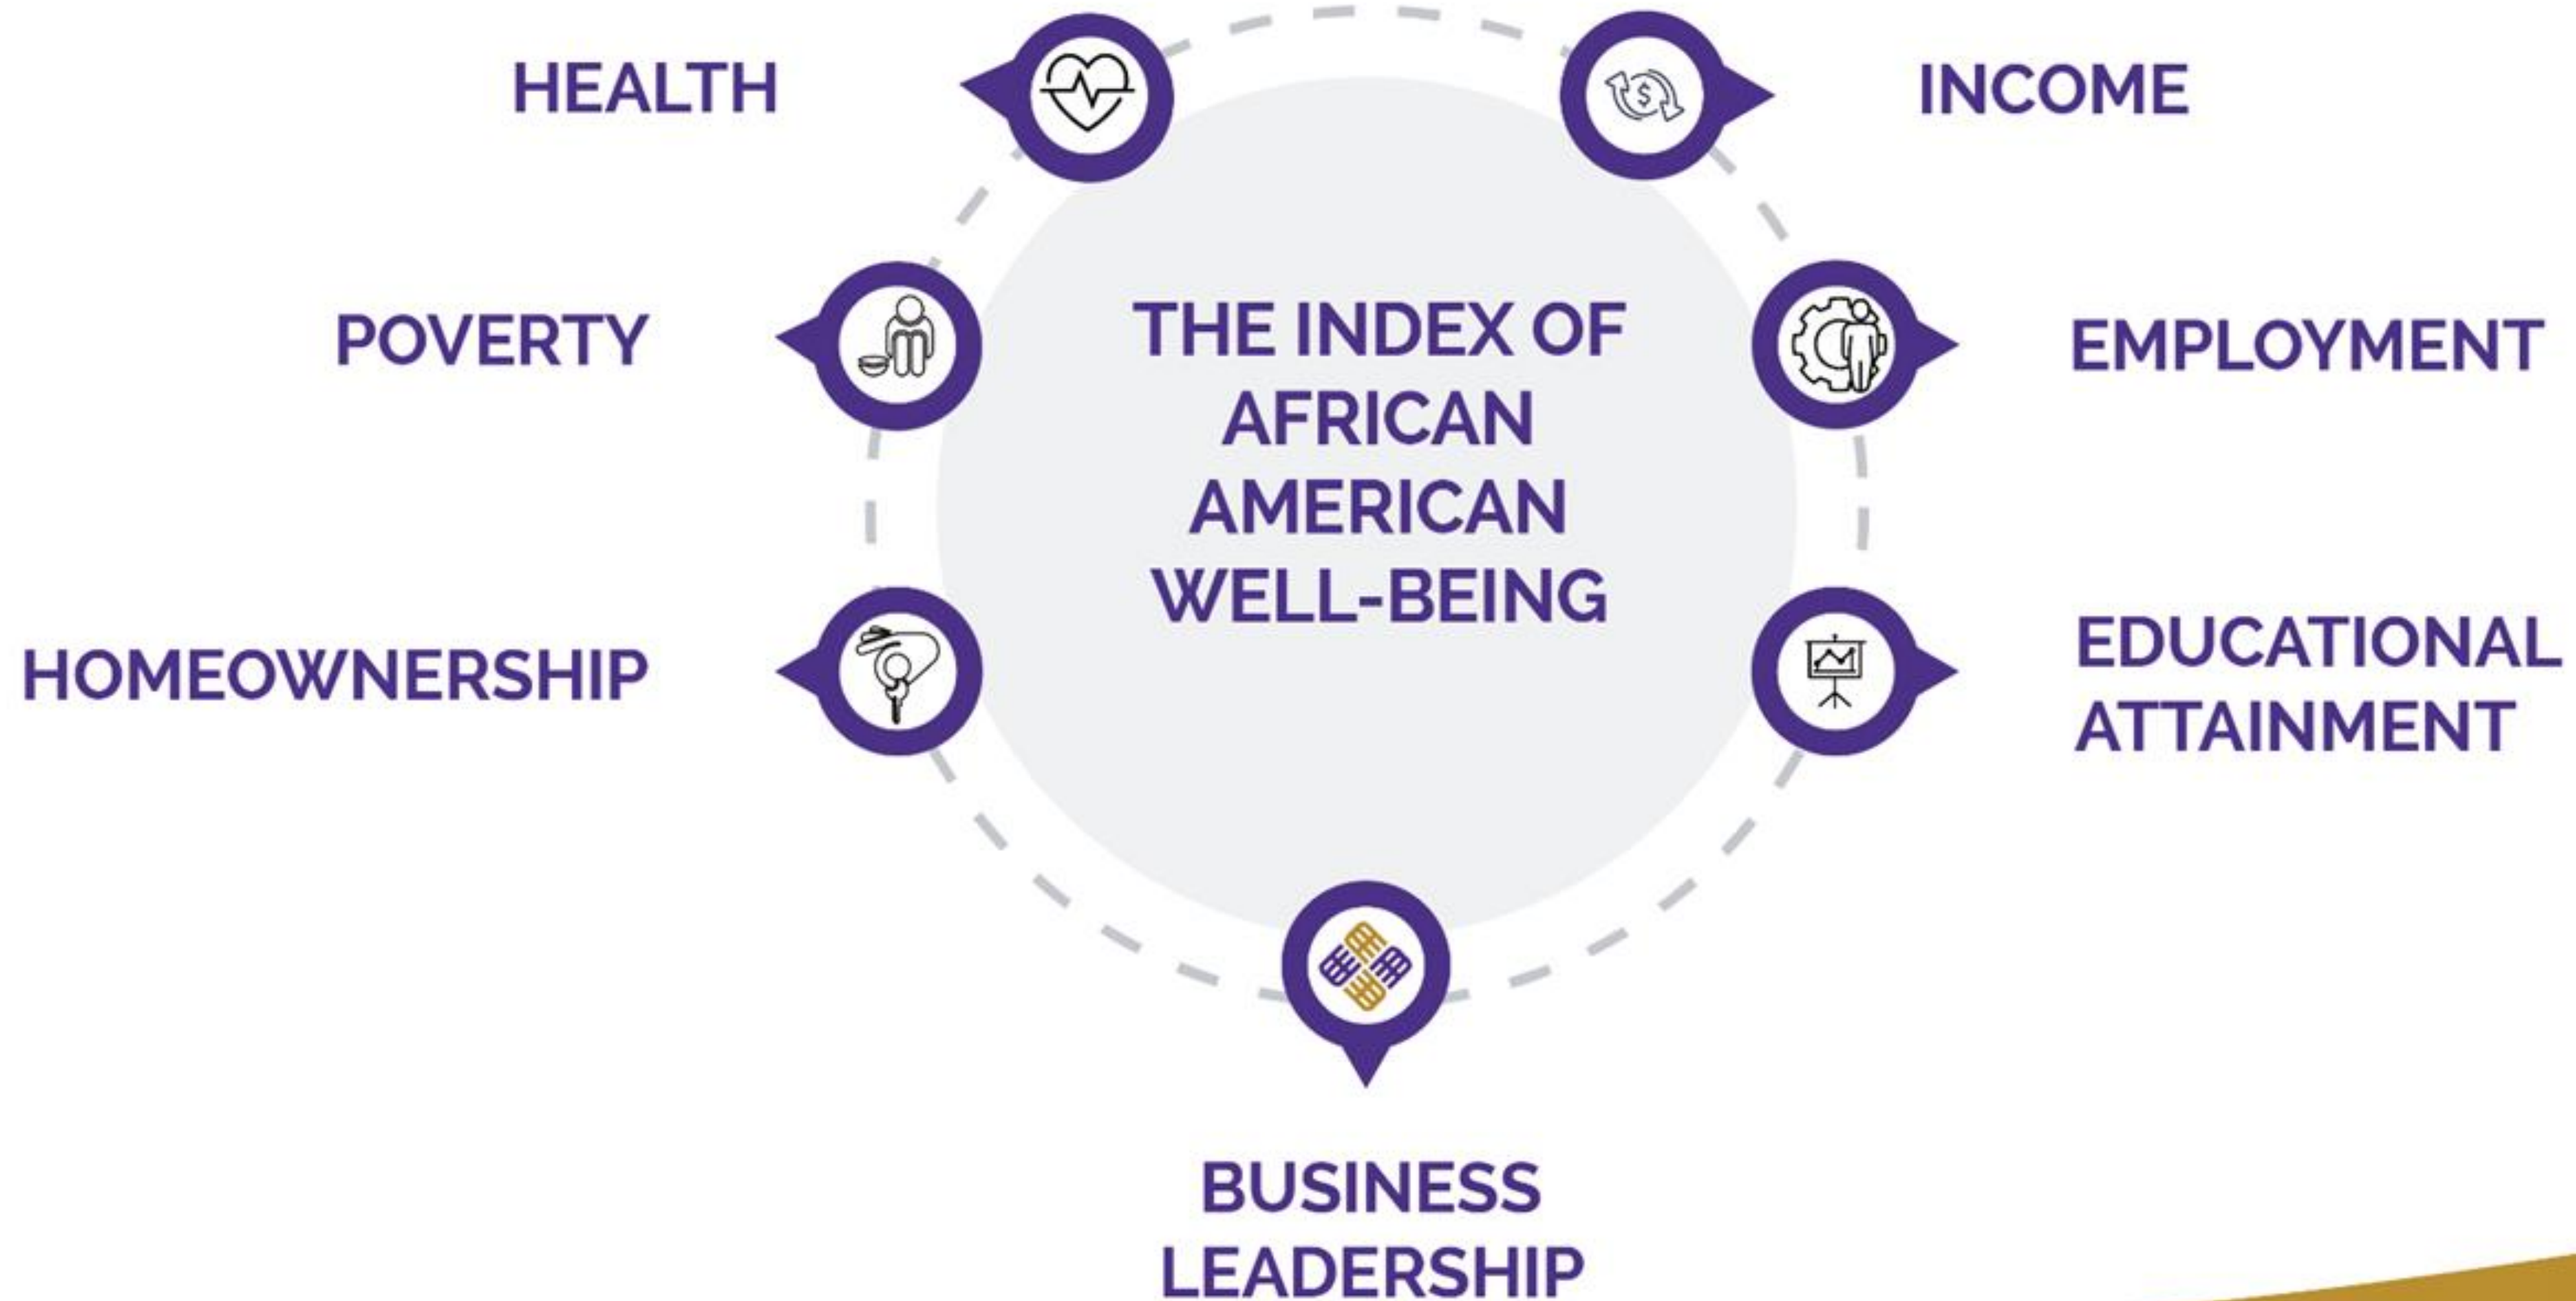 HEALTH
INCOME
POVERTY
EMPLOYMENT
THE INDEX OF
AFRICAN
AMERICAN
WELL-BEING
HOMEOWNERSHIP
EDUCATIONAL
ATTAINMENT
BUSINESS
LEADERSHIP